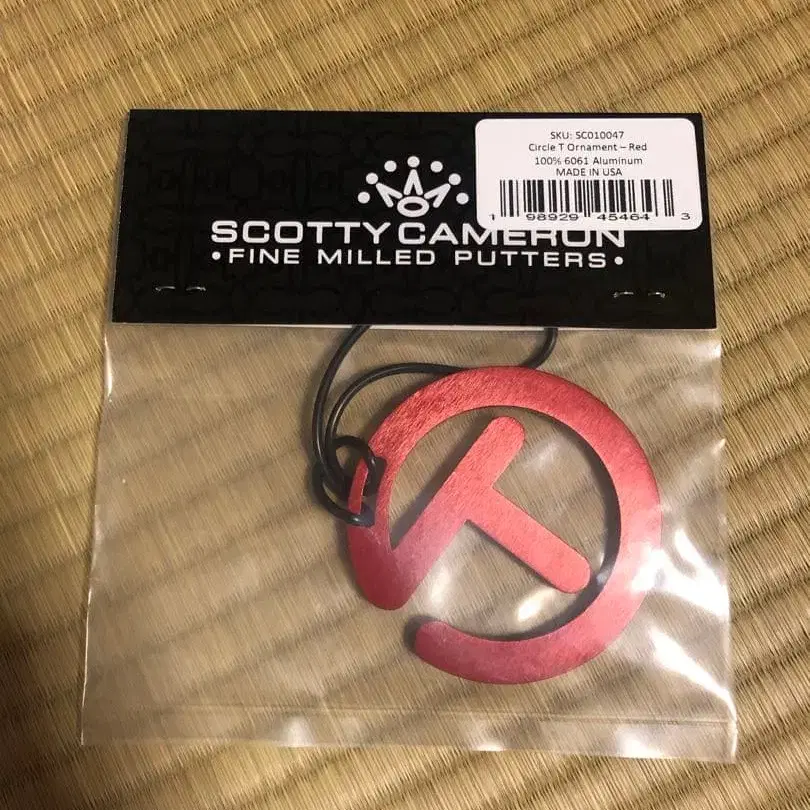 SKU: SC010047
Circle T Ornament – Red
100% 6061 Aluminum
MADE IN USA
1 98929 45464 3
SCOTTY CAMERON
•FINE MILLED PUTTERS•